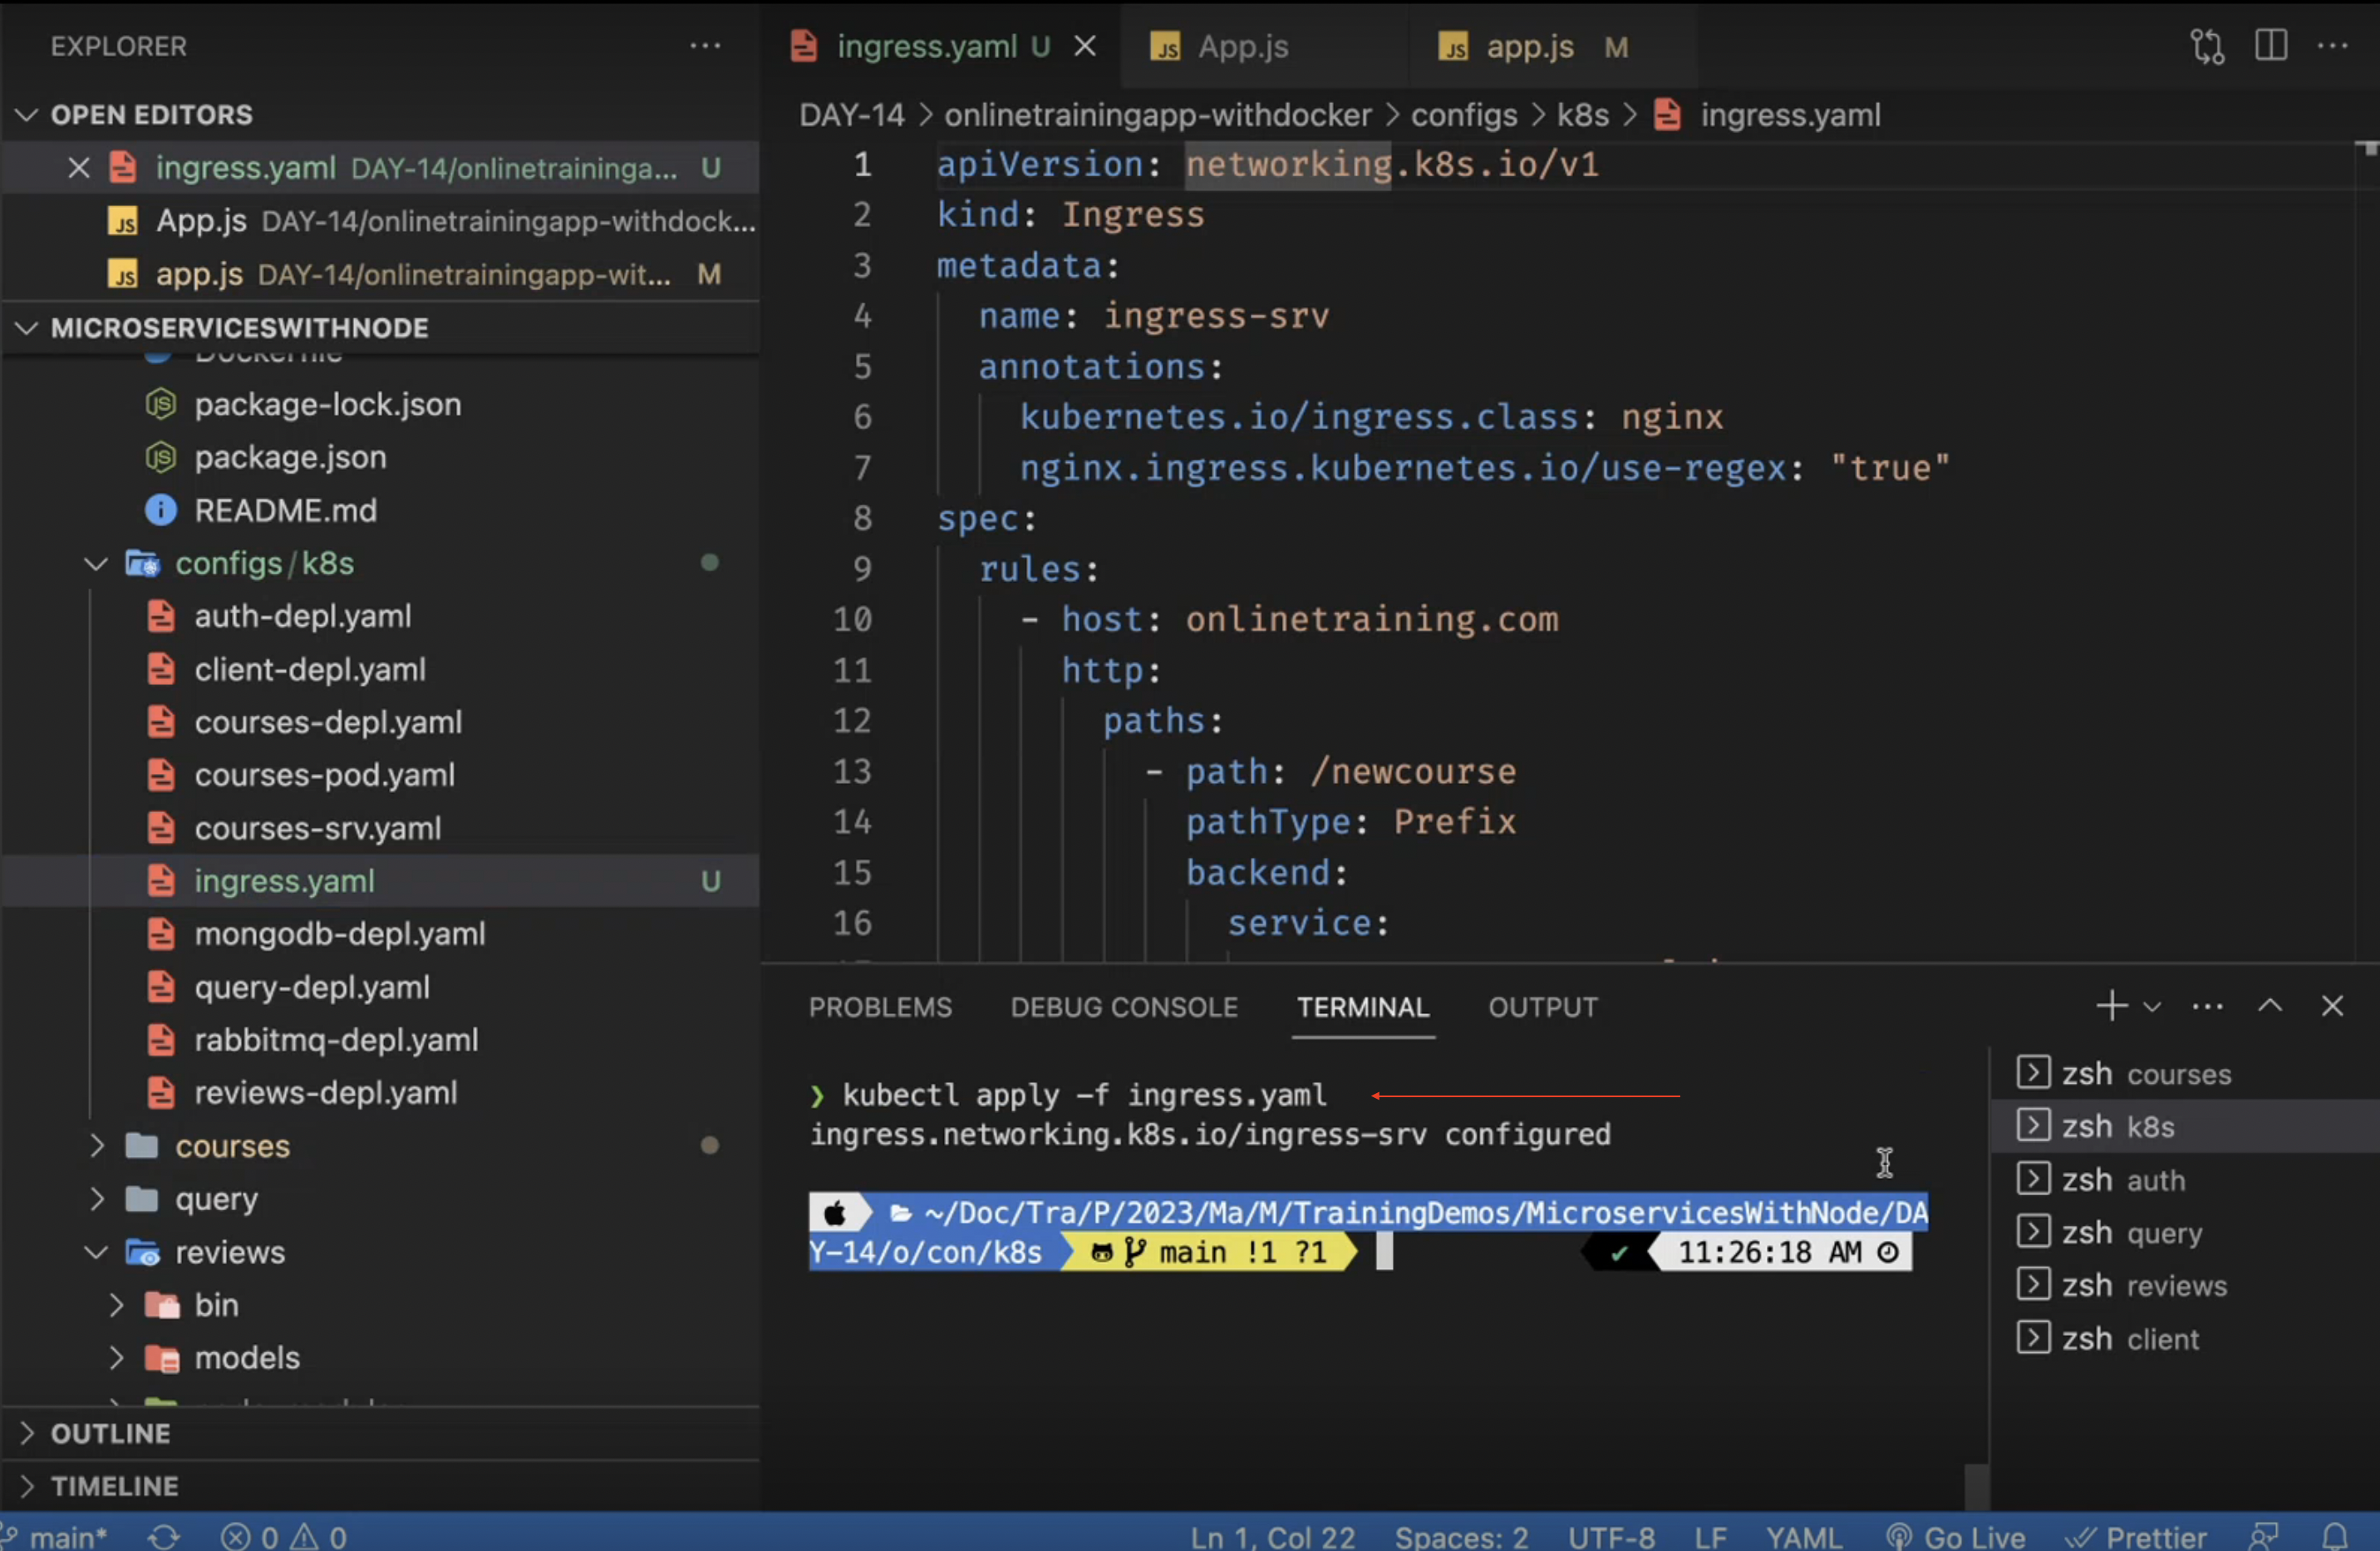 EXPLORER
OPEN EDITORS
ingress.yaml DAY-14/onlinetraininga... U
App.js DAY-14/onlinetrainingapp-withdock...
app.js DAY-14/onlinetrainingapp-wit... M
MICROSERVICESWITHNODE
Dockerfile
package-lock.json
package.json
README.md
configs/k8s
auth-depl.yaml
client-depl.yaml
courses-depl.yaml
courses-pod.yaml
courses-srv.yaml
ingress.yaml U
mongodb-depl.yaml
query-depl.yaml
rabbitmq-depl.yaml
reviews-depl.yaml
courses
query
reviews
bin
models
OUTLINE
TIMELINE
ingress.yaml U App.js app.js M
DAY-14 > onlinetrainingapp-withdocker > configs > k8s > ingress.yaml
1 apiVersion: networking.k8s.io/v1
2 kind: Ingress
3 metadata:
4 name: ingress-srv
5 annotations:
6 kubernetes.io/ingress.class: nginx
7 nginx.ingress.kubernetes.io/use-regex: "true"
8 spec:
9 rules:
10 - host: onlinetraining.com
11 http:
12 paths:
13 - path: /newcourse
14 pathType: Prefix
15 backend:
16 service:
PROBLEMS DEBUG CONSOLE TERMINAL OUTPUT
❯ kubectl apply -f ingress.yaml
ingress.networking.k8s.io/ingress-srv configured
~/Doc/Tra/P/2023/Ma/M/TrainingDemos/MicroservicesWithNode/DA
Y-14/o/con/k8s main !1 ?1 ✔ 11:26:18 AM
zsh courses
zsh k8s
zsh auth
zsh query
zsh reviews
zsh client
main* 0 0 Ln 1, Col 22 Spaces: 2 UTF-8 LF YAML Go Live Prettier